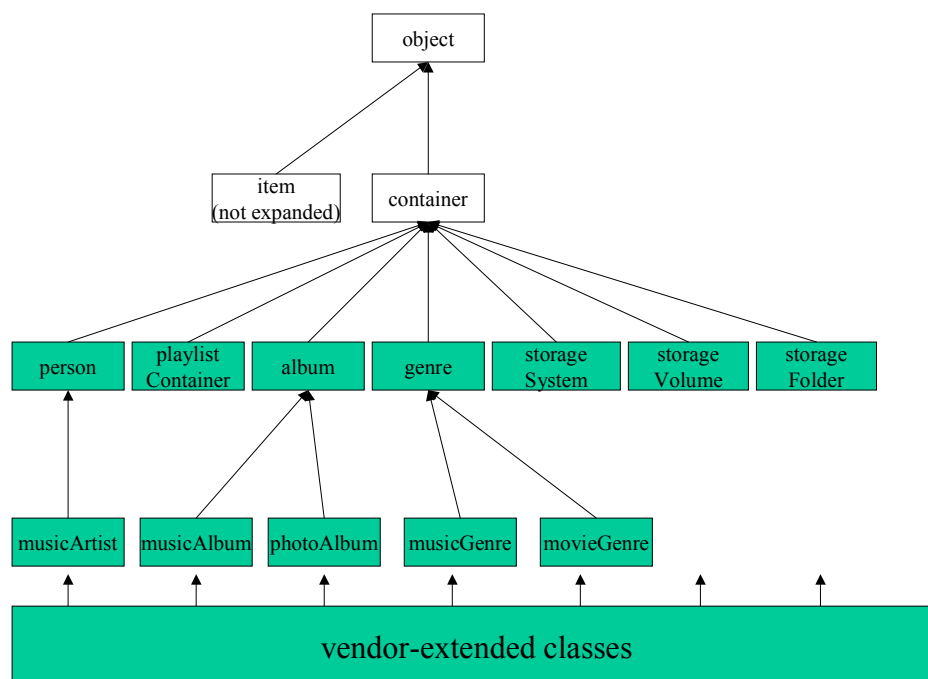 object
item
(not expanded)
container
person
playlist
Container
album
genre
storage
System
storage
Volume
storage
Folder
musicArtist
musicAlbum
photoAlbum
musicGenre
movieGenre
vendor-extended classes